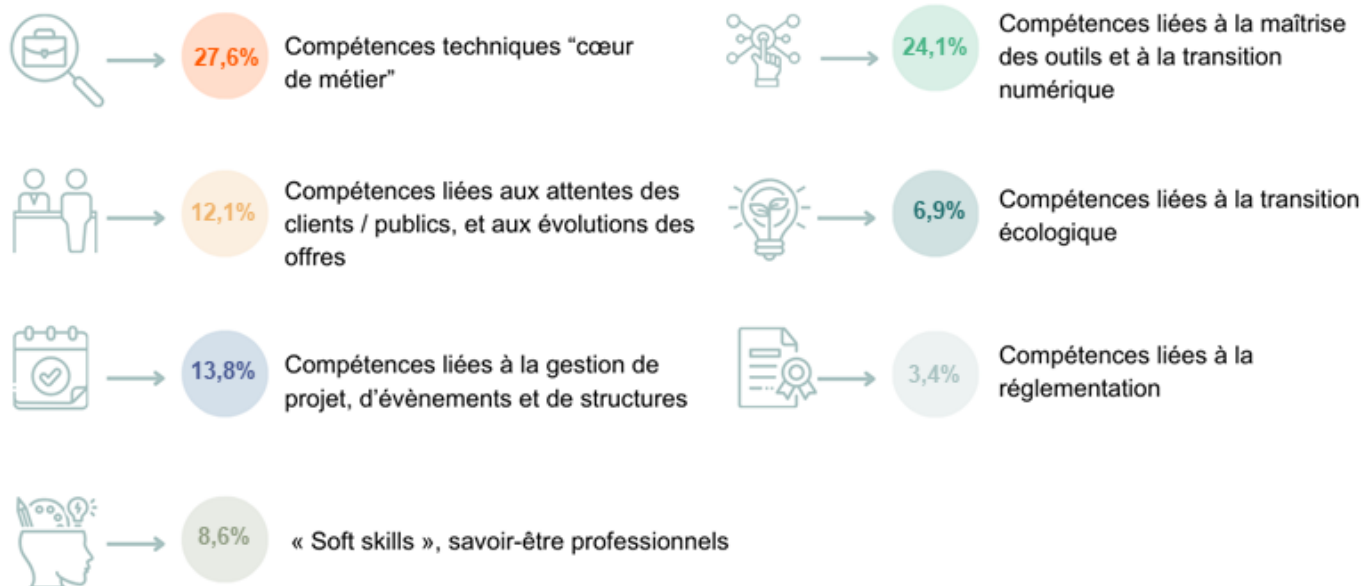 27,6%
Compétences techniques “cœur
de métier”
24,1%
Compétences liées à la maîtrise
des outils et à la transition
numérique
12,1%
Compétences liées aux attentes des
clients / publics, et aux évolutions des
offres
6,9%
Compétences liées à la transition
écologique
13,8%
Compétences liées à la gestion de
projet, d’évènements et de structures
3,4%
Compétences liées à la
réglementation
8,6%
« Soft skills », savoir-être professionnels